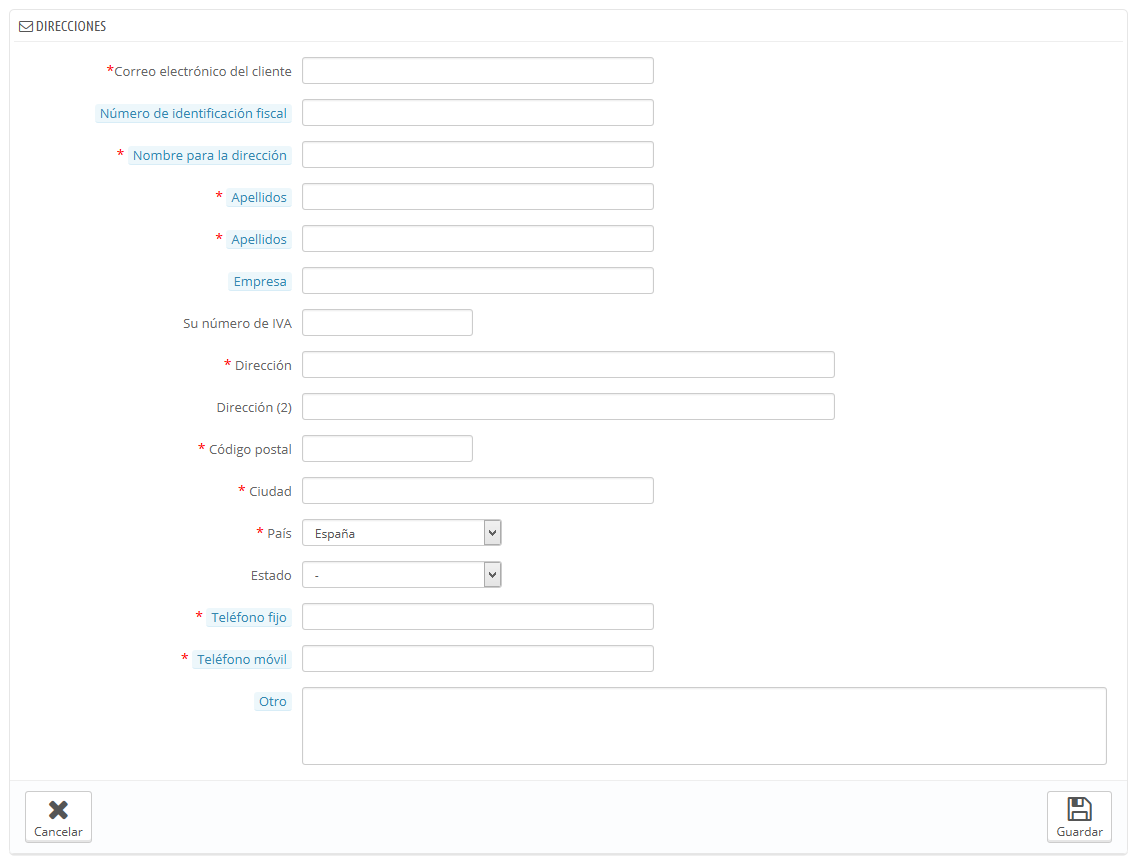 DIRECCIONES
*Correo electrónico del cliente
Número de identificación fiscal
* Nombre para la dirección
* Apellidos
* Apellidos
Empresa
Su número de IVA
* Dirección
Dirección (2)
* Código postal
* Ciudad
* País España
Estado -
* Teléfono fijo
* Teléfono móvil
Otro
Cancelar Guardar